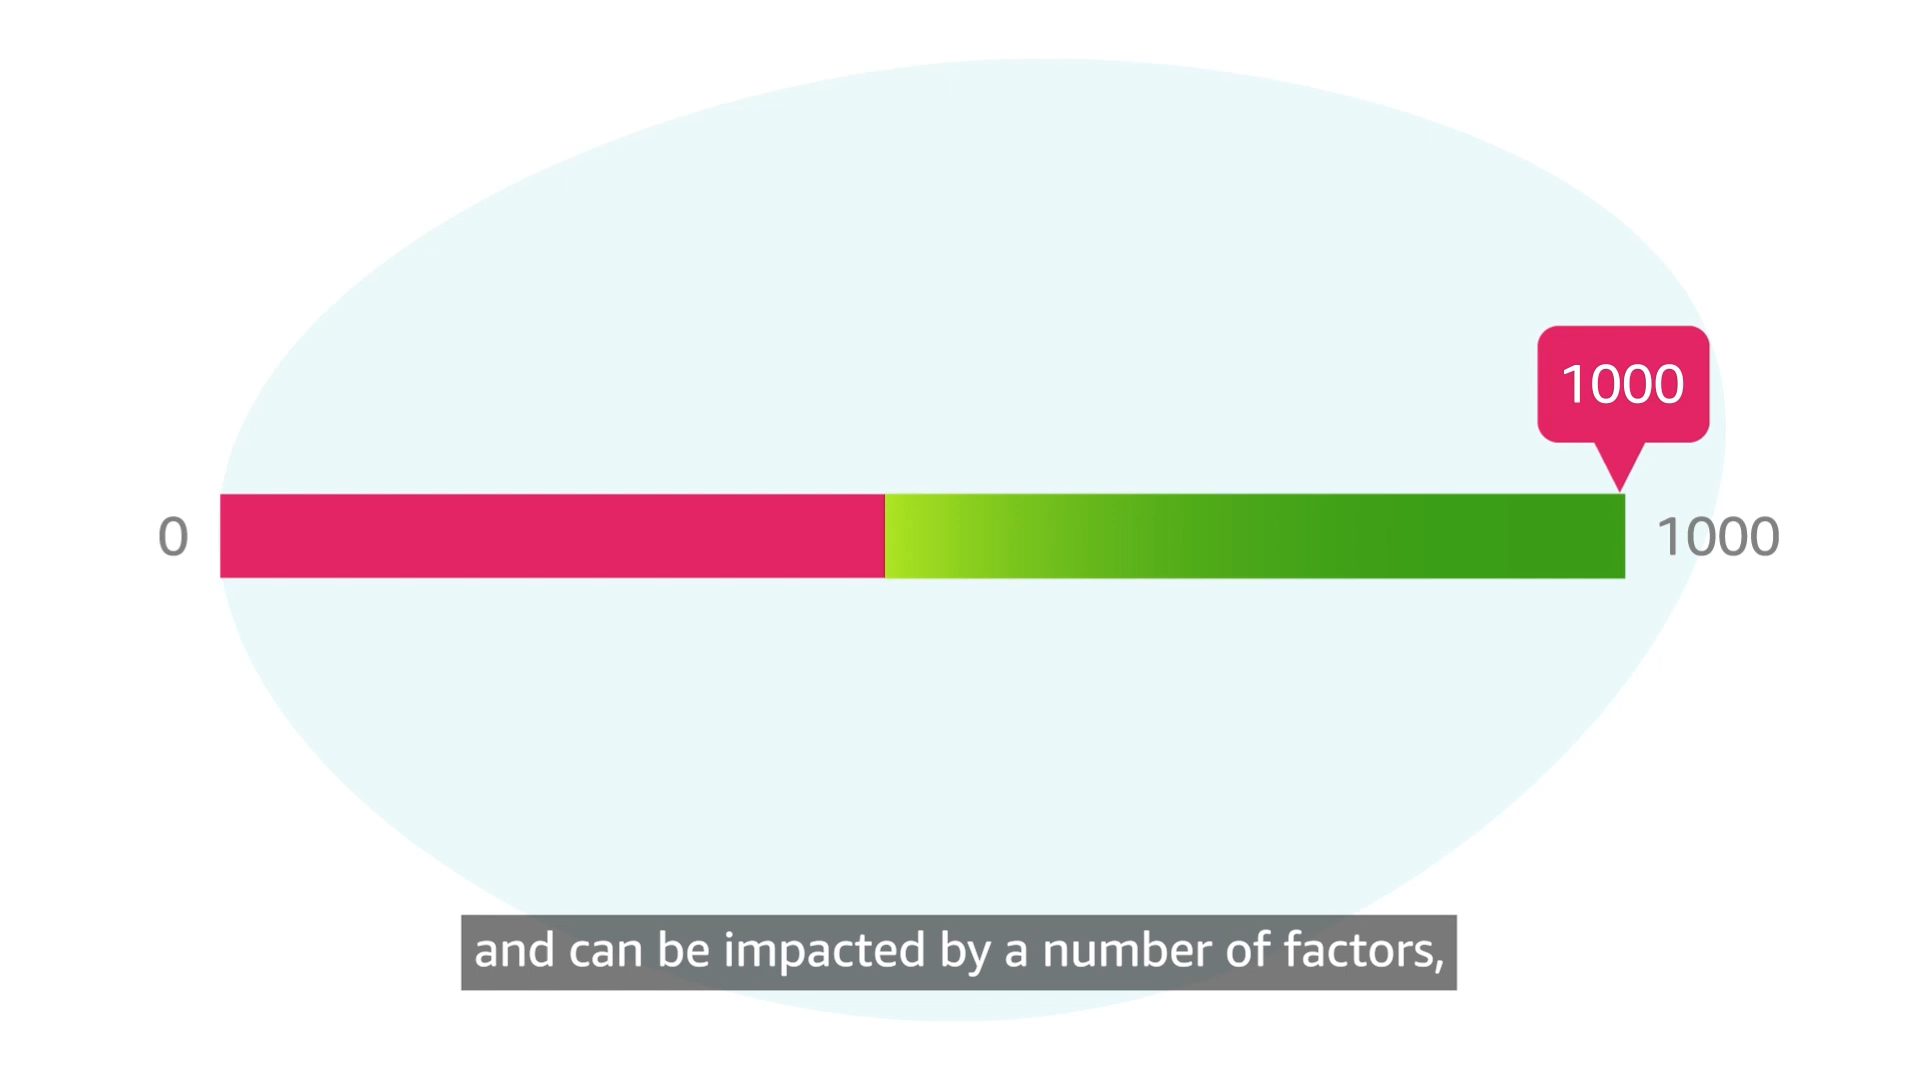 1000
0
1000
and can be impacted by a number of factors,